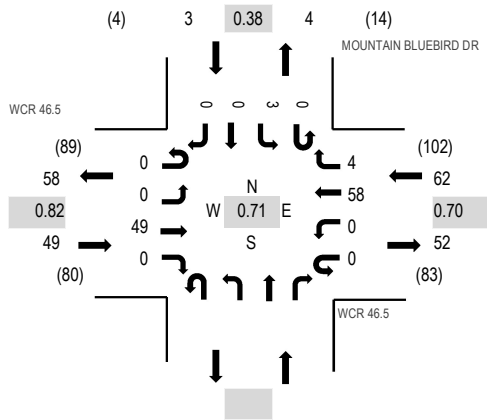 (4) 3 0.38 4 (14)
MOUNTAIN BLUEBIRD DR
WCR 46.5
0 0 3 0
(89) (102)
0 4
58 62
0 58
N
0.82 W 0.71 E 0.70
49 0
S
49 52
0 0
(80) (83)
WCR 46.5